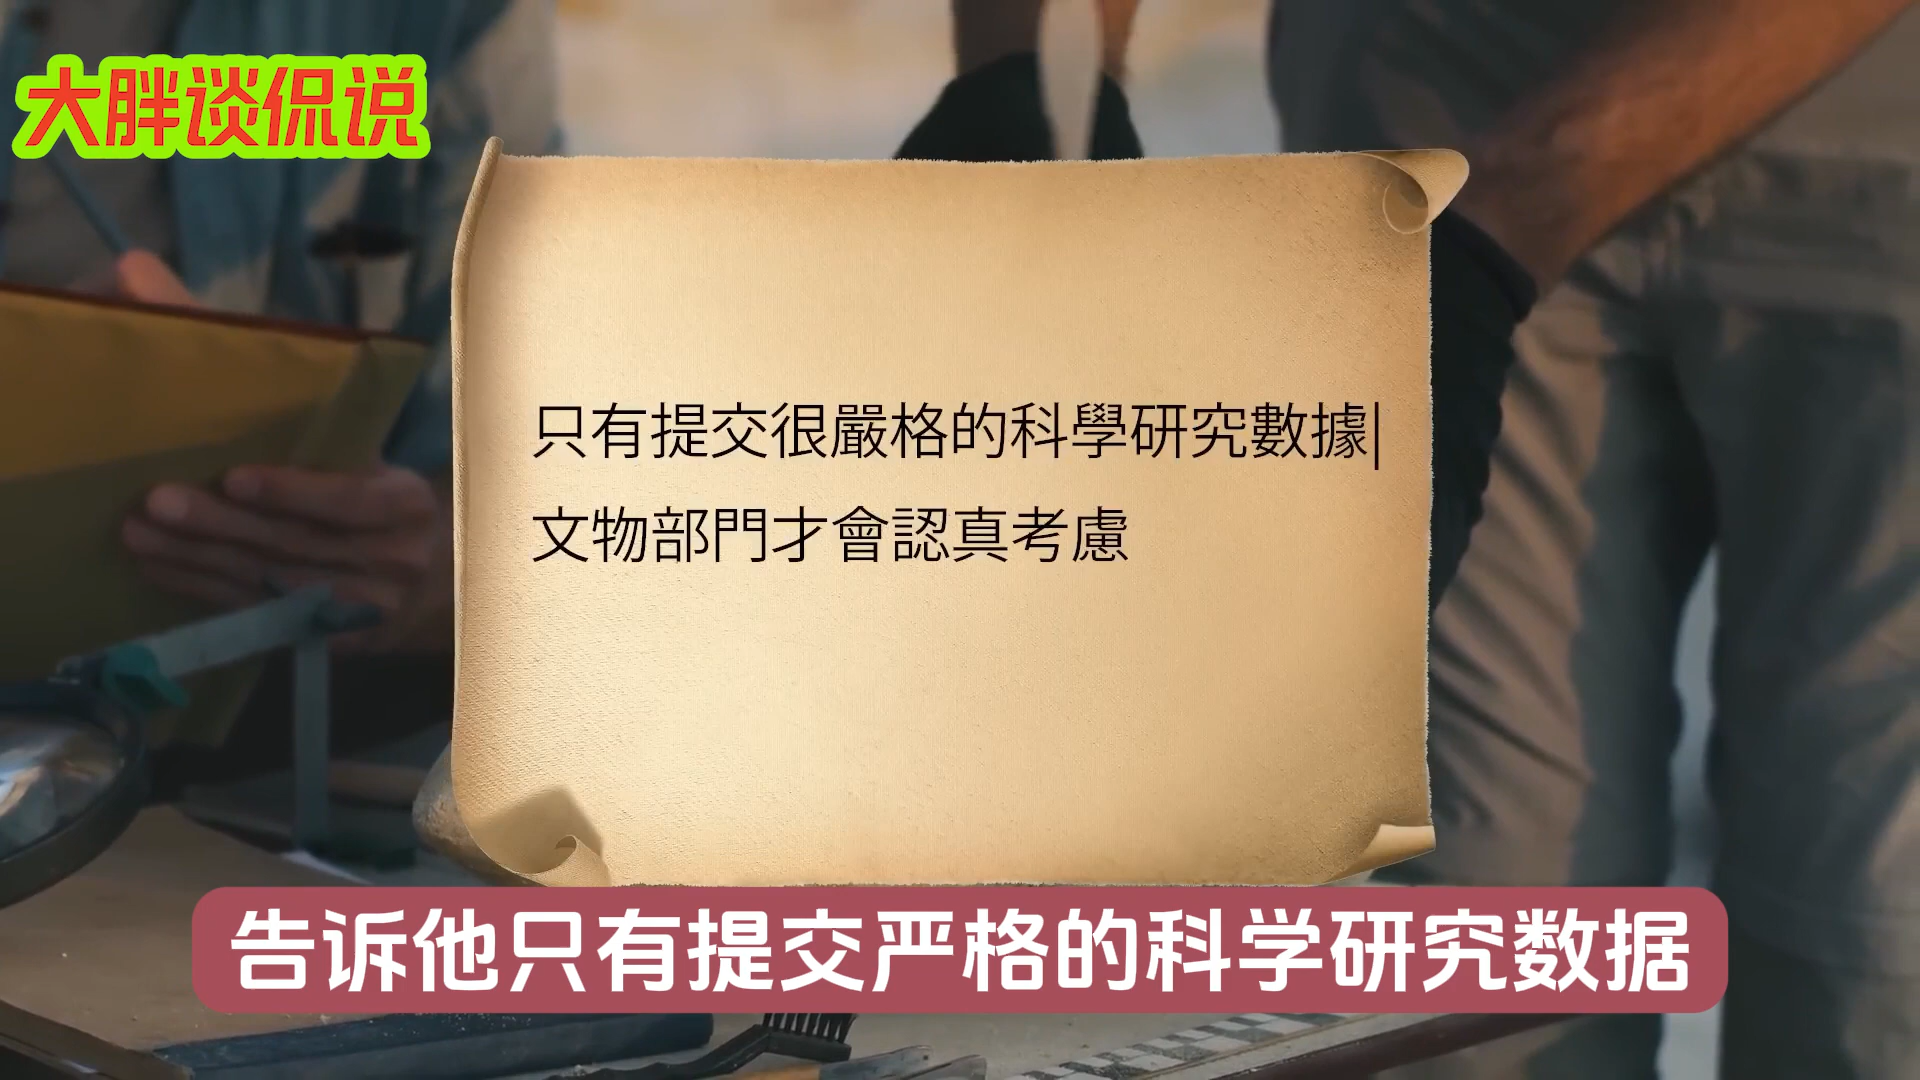 大胖谈侃说
只有提交很嚴格的科學研究數據|
文物部門才會認真考慮
告诉他只有提交严格的科学研究数据